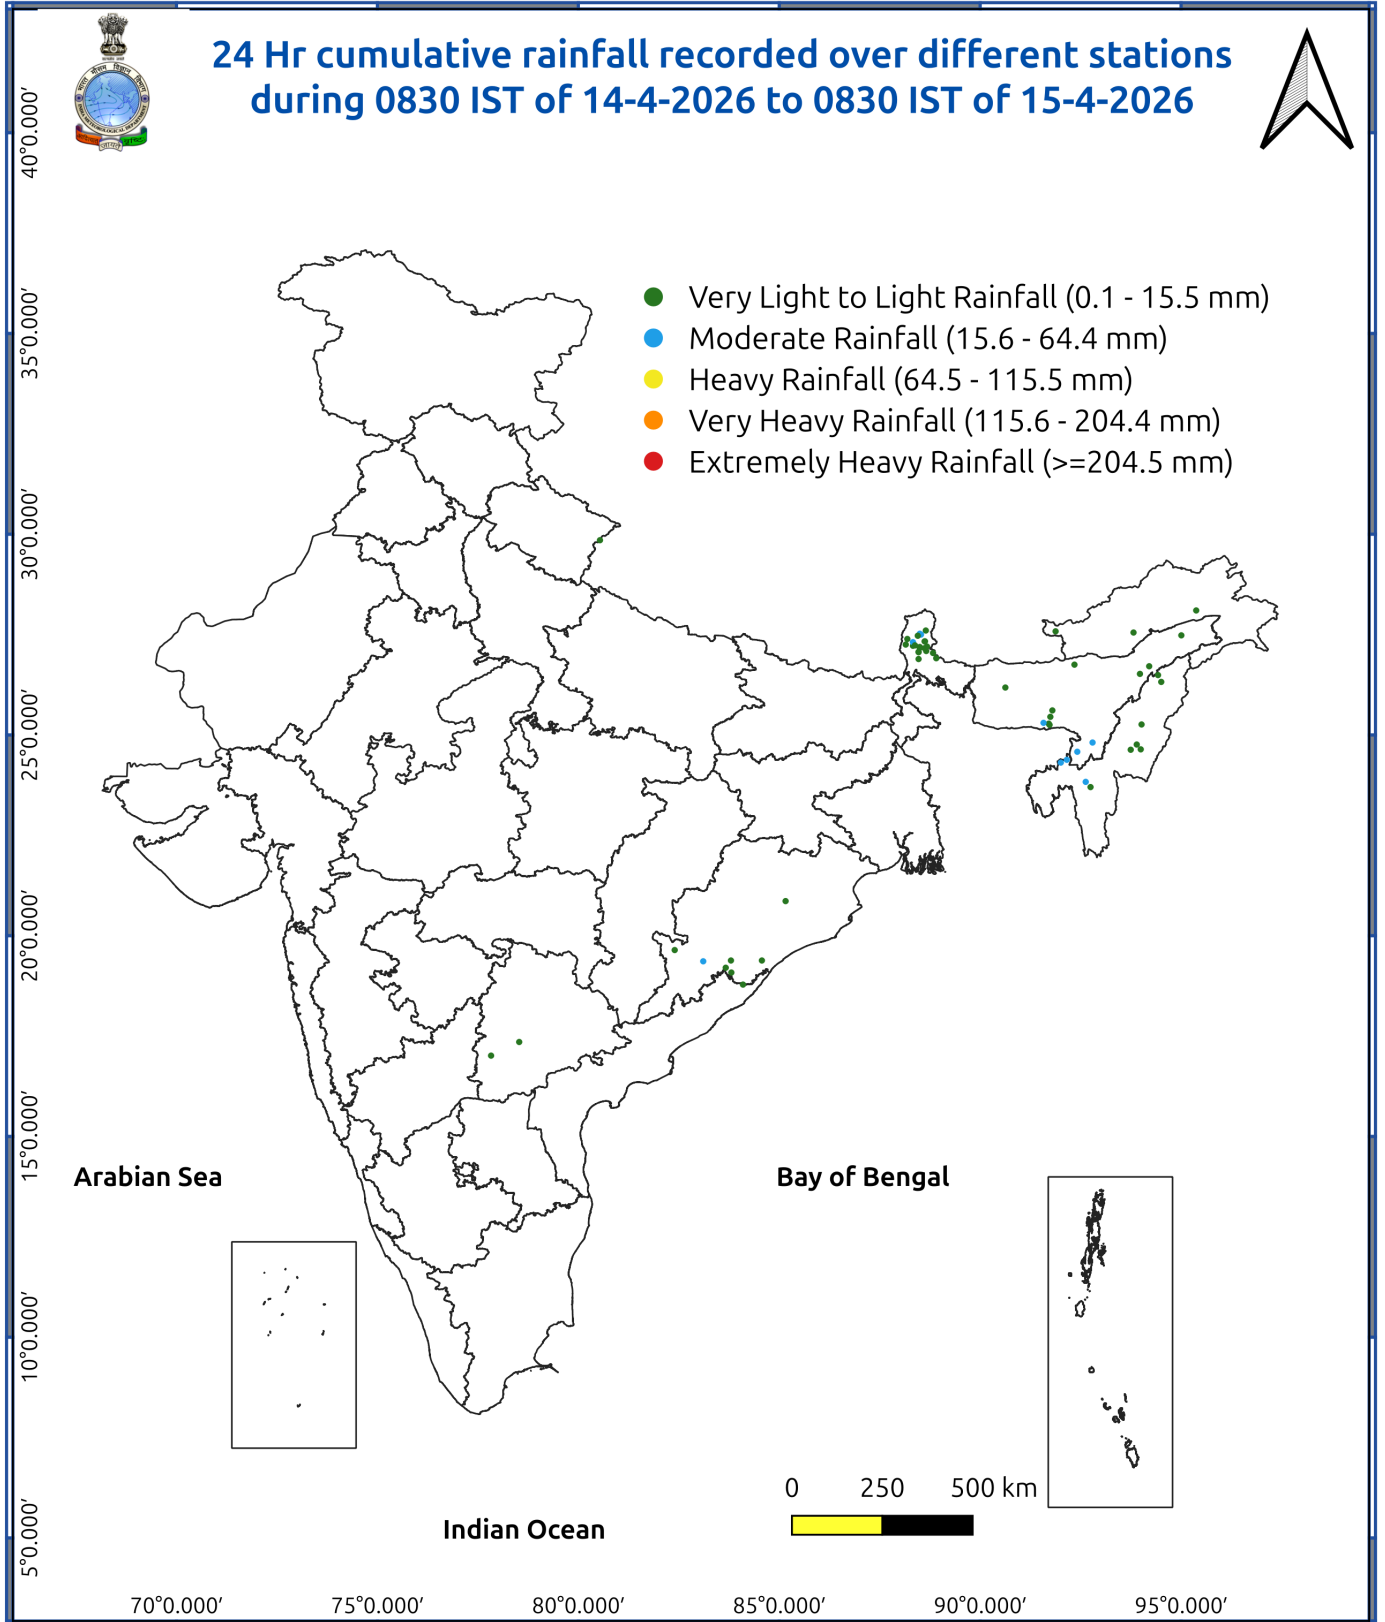 24 Hr cumulative rainfall recorded over different stations
during 0830 IST of 14-4-2026 to 0830 IST of 15-4-2026
Very Light to Light Rainfall (0.1 - 15.5 mm)
Moderate Rainfall (15.6 - 64.4 mm)
Heavy Rainfall (64.5 - 115.5 mm)
Very Heavy Rainfall (115.6 - 204.4 mm)
Extremely Heavy Rainfall (>=204.5 mm)
40°0.000′
35°0.000′
30°0.000′
25°0.000′
20°0.000′
15°0.000′
10°0.000′
5°0.000′
Arabian Sea
Bay of Bengal
Indian Ocean
0 250 500 km
70°0.000′ 75°0.000′ 80°0.000′ 85°0.000′ 90°0.000′ 95°0.000′